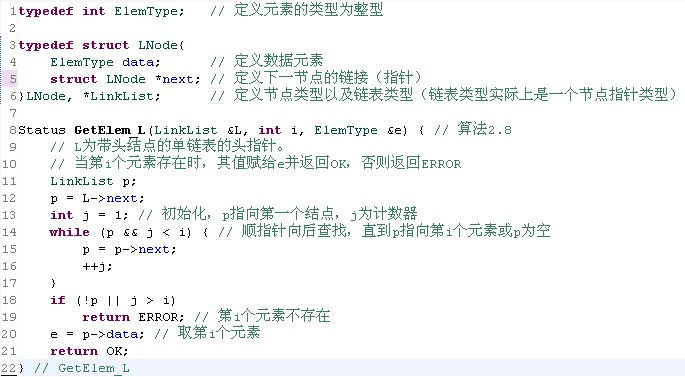 1 typedef int ElemType;   // 定义元素的类型为整型
2
3 typedef struct LNode{
4     ElemType data;      // 定义数据元素
5     struct LNode *next; // 定义下一节点的链接（指针）
6 }LNode, *LinkList;      // 定义节点类型以及链表类型（链表类型实际上是一个节点指针类型）
7
8 Status GetElem_L(LinkList &L, int i, ElemType &e) { // 算法2.8
9     // L为带头结点的单链表的头指针。
10     // 当第i个元素存在时，其值赋给e并返回OK，否则返回ERROR
11     LinkList p;
12     p = L->next;
13     int j = 1; // 初始化，p指向第一个结点，j为计数器
14     while (p && j < i) { // 顺指针向后查找，直到p指向第i个元素或p为空
15         p = p->next;
16         ++j;
17     }
18     if (!p || j > i)
19         return ERROR; // 第i个元素不存在
20     e = p->data; // 取第i个元素
21     return OK;
22 } // GetElem_L